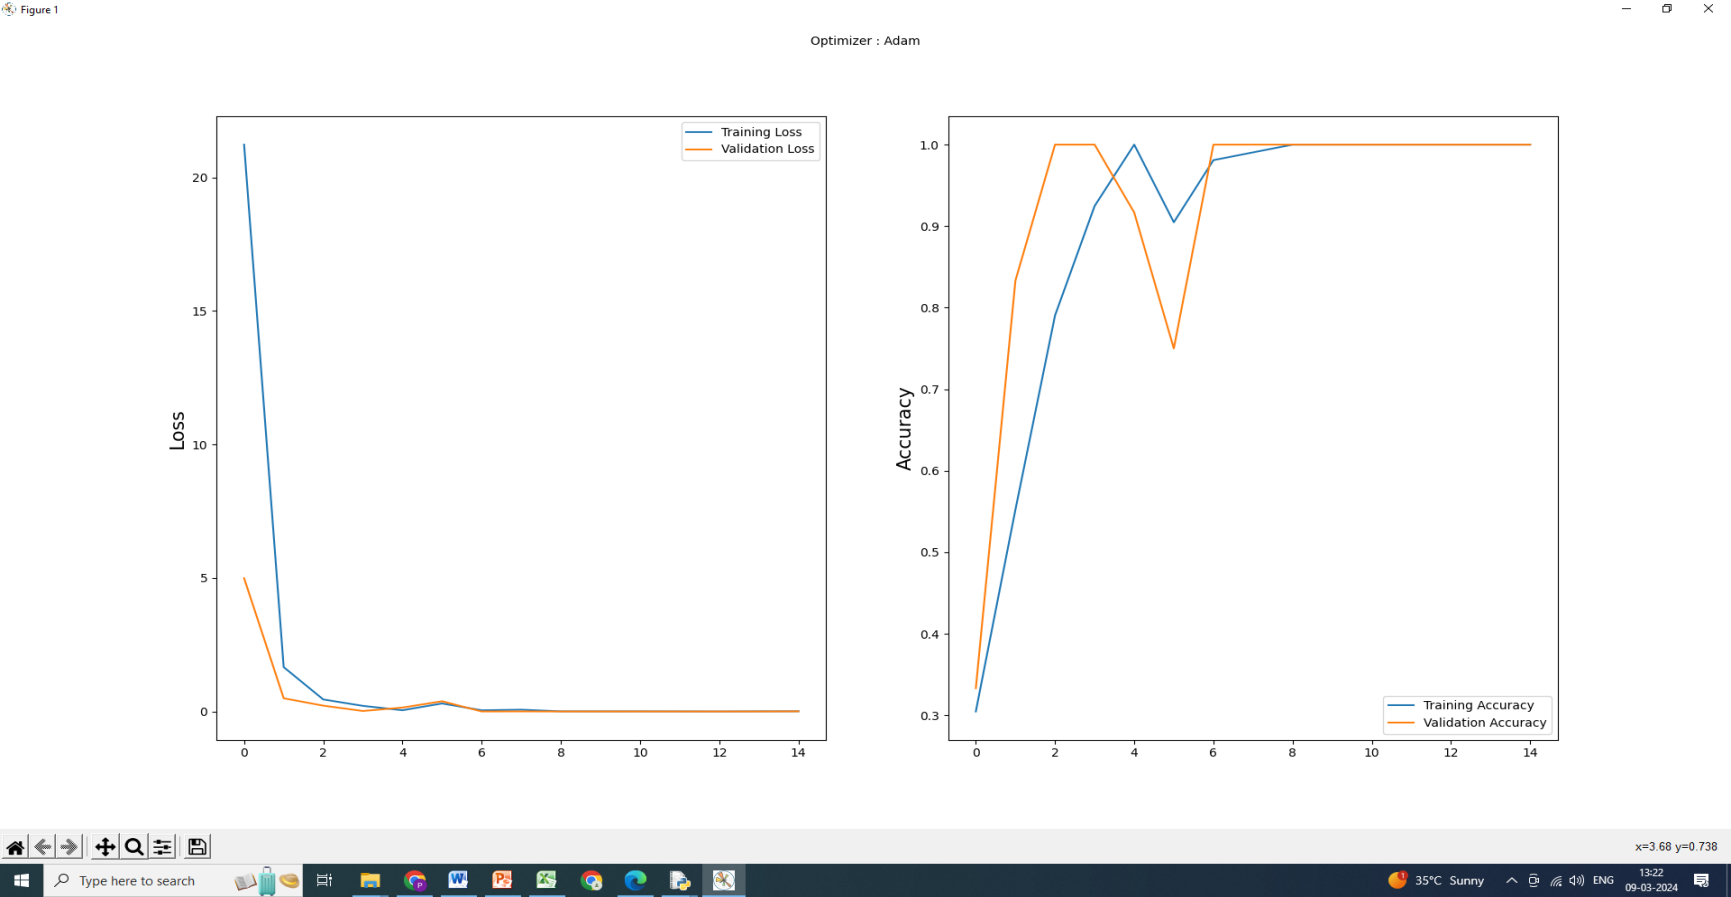 Figure 1
Optimizer : Adam
Training Loss
Validation Loss
20
15
10
5
0
Loss
0 2 4 6 8 10 12 14
1.0
0.9
0.8
0.7
0.6
0.5
0.4
0.3
Accuracy
Training Accuracy
Validation Accuracy
0 2 4 6 8 10 12 14
x=3.68 y=0.738
Type here to search
P
W
P
X
1
35°C Sunny
ENG
13:22
09-03-2024